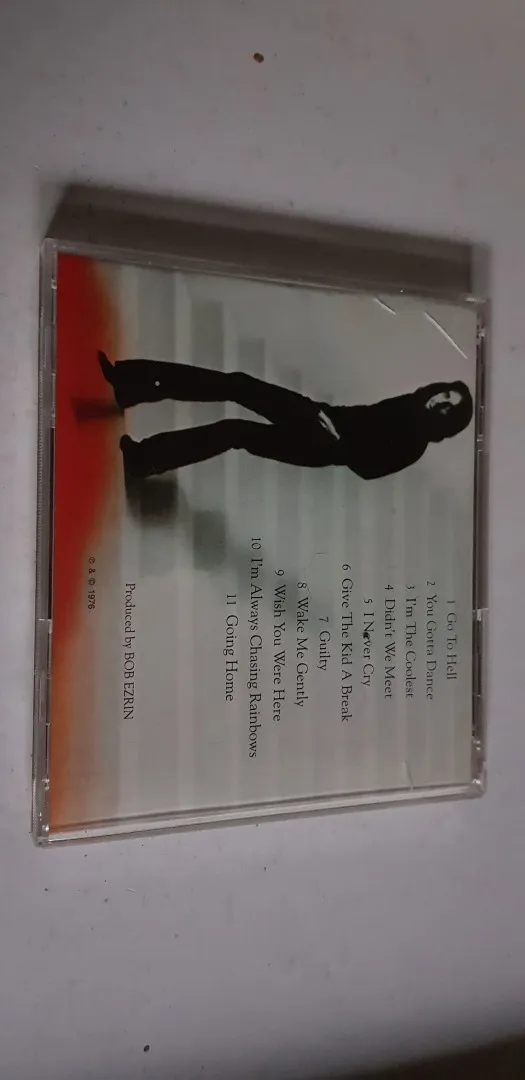 1 Go To Hell
2 You Gotta Dance
3 I'm The Coolest
4 Didn't We Meet
5 I Never Cry
6 Give The Kid A Break
7 Guilty
8 Wake Me Gently
9 Wish You Were Here
10 I'm Always Chasing Rainbows
11 Going Home
Produced by BOB EZRIN
℗ & © 1976